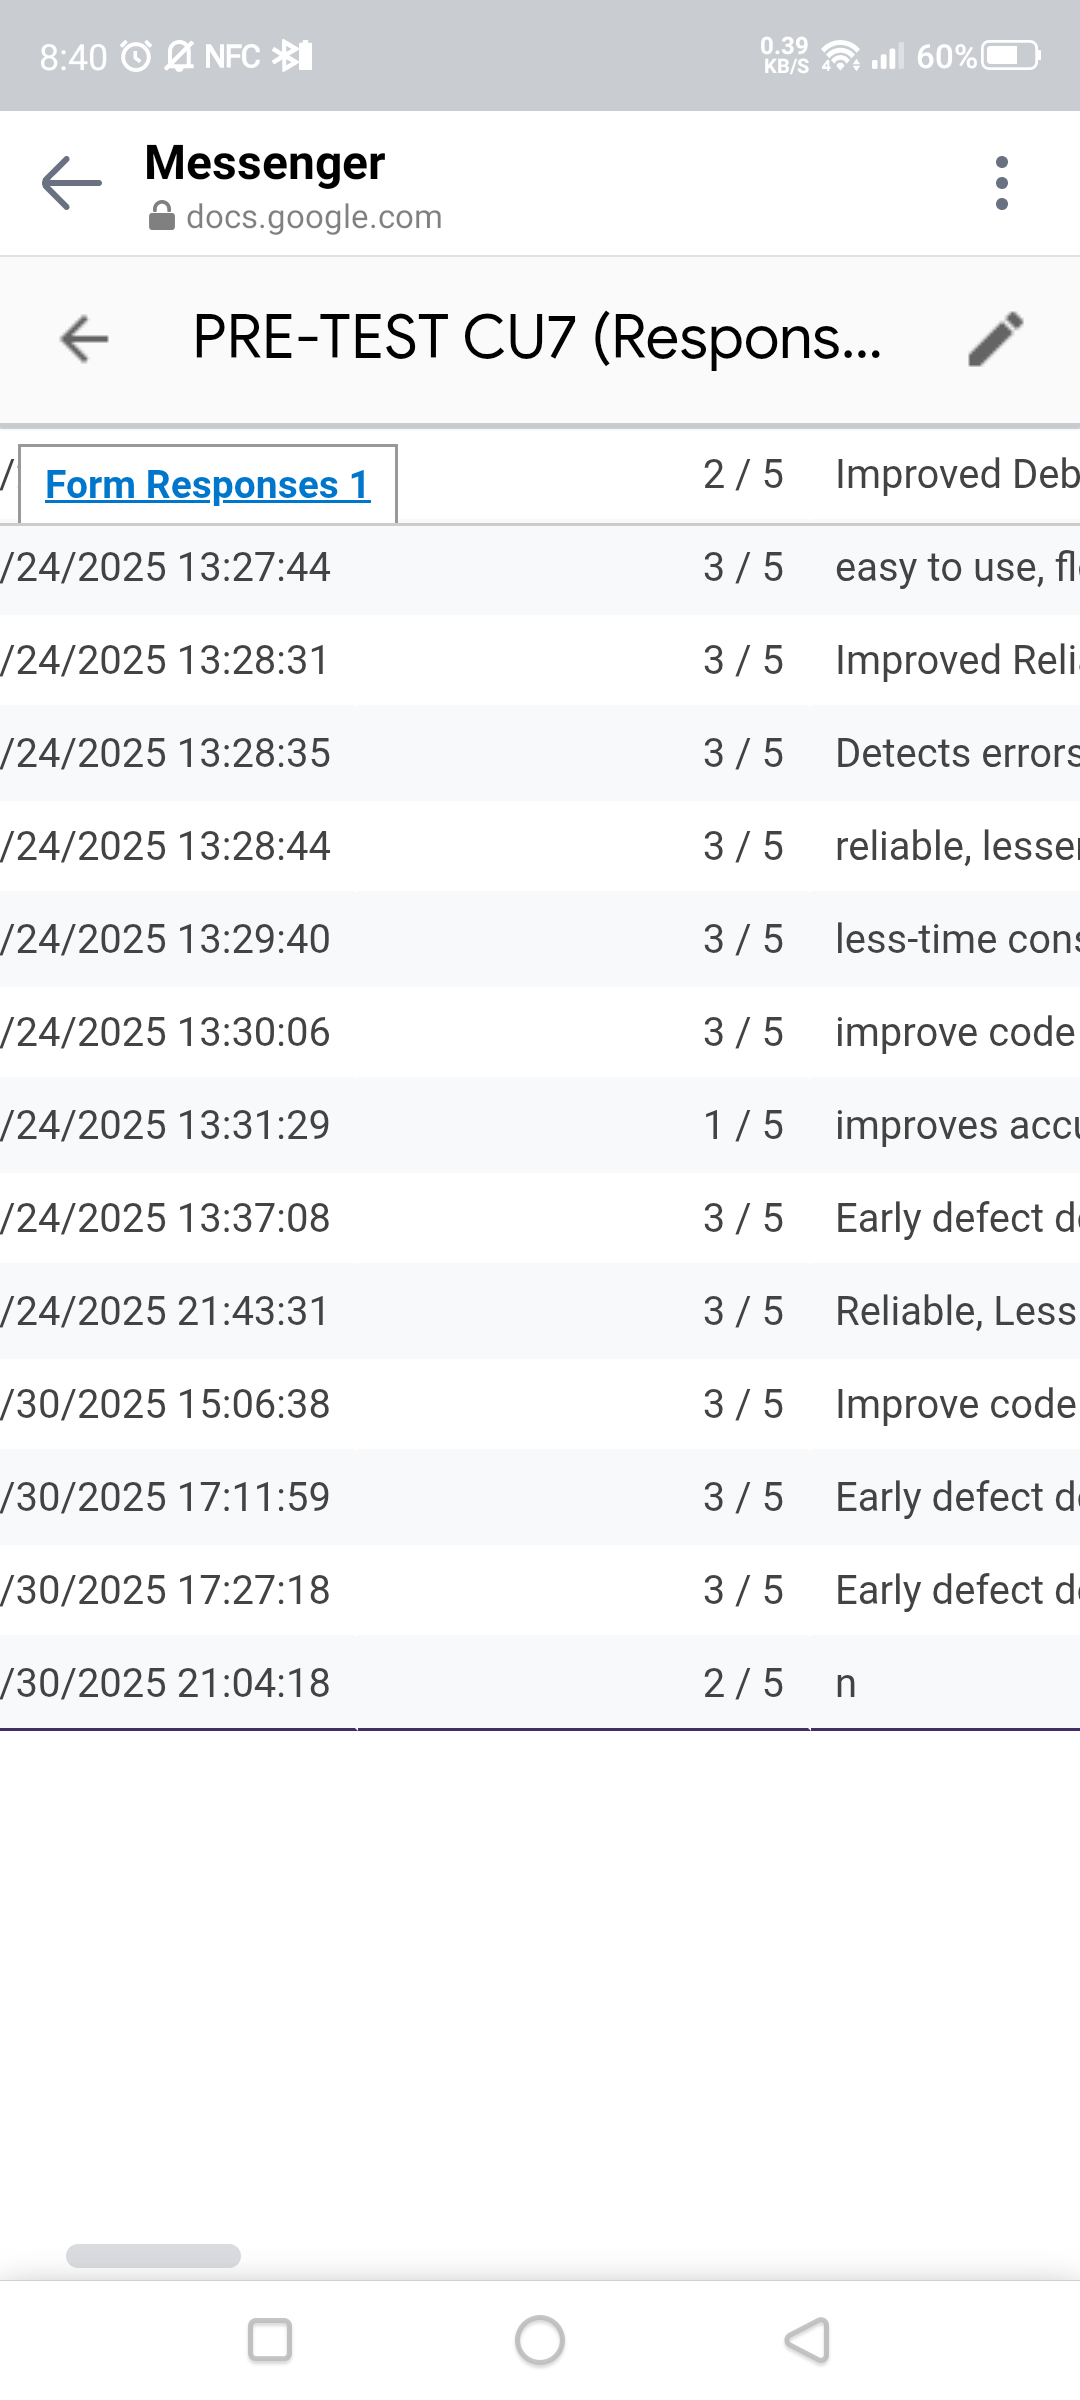 8:40 NFC 0.39 KB/S 4 60%
Messenger
docs.google.com
PRE-TEST CU7 (Respons...
Form Responses 1
/ 2 / 5 Improved Deb
/24/2025 13:27:44 3 / 5 easy to use, fl
/24/2025 13:28:31 3 / 5 Improved Reli
/24/2025 13:28:35 3 / 5 Detects errors
/24/2025 13:28:44 3 / 5 reliable, lesse
/24/2025 13:29:40 3 / 5 less-time cons
/24/2025 13:30:06 3 / 5 improve code
/24/2025 13:31:29 1 / 5 improves accu
/24/2025 13:37:08 3 / 5 Early defect d
/24/2025 21:43:31 3 / 5 Reliable, Less
/30/2025 15:06:38 3 / 5 Improve code
/30/2025 17:11:59 3 / 5 Early defect d
/30/2025 17:27:18 3 / 5 Early defect d
/30/2025 21:04:18 2 / 5 n